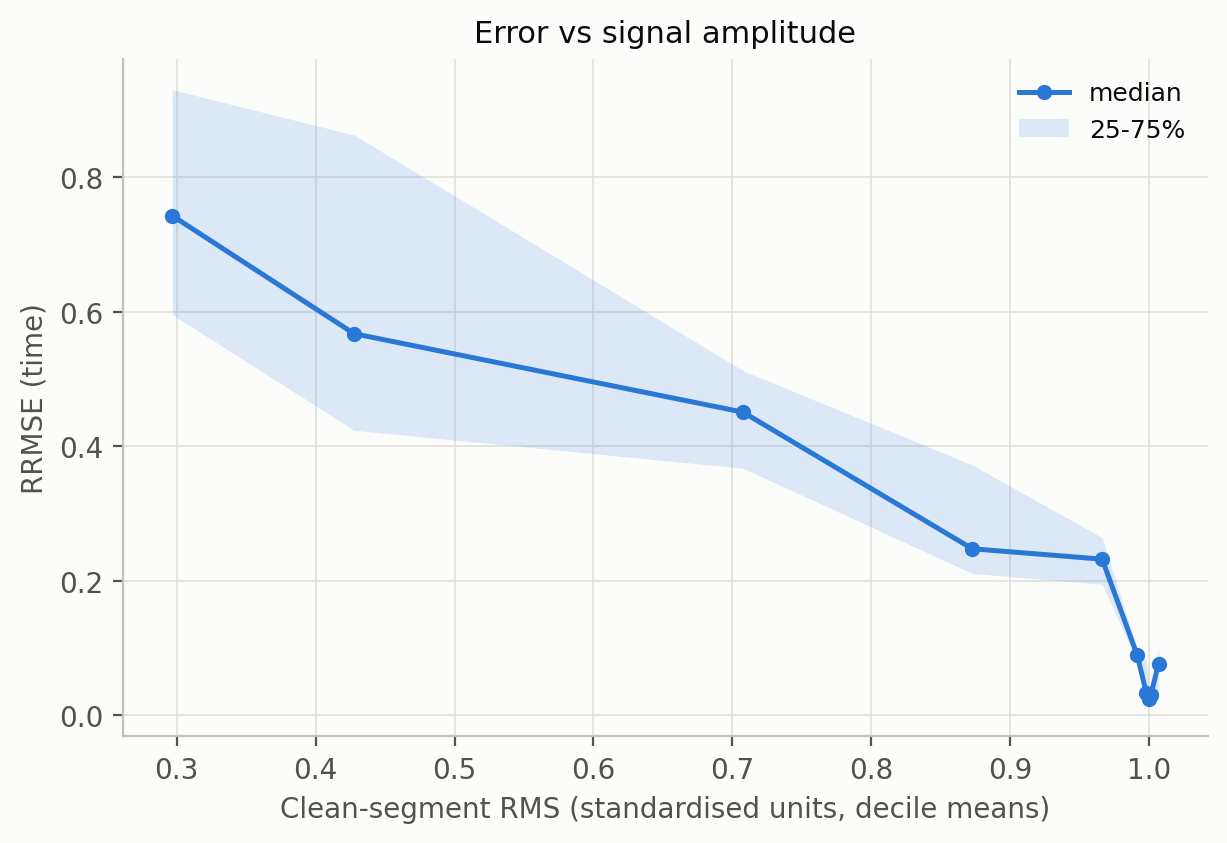 Error vs signal amplitude
median
25-75%
RRMSE (time)
0.8
0.6
0.4
0.2
0.0
0.3 0.4 0.5 0.6 0.7 0.8 0.9 1.0
Clean-segment RMS (standardised units, decile means)